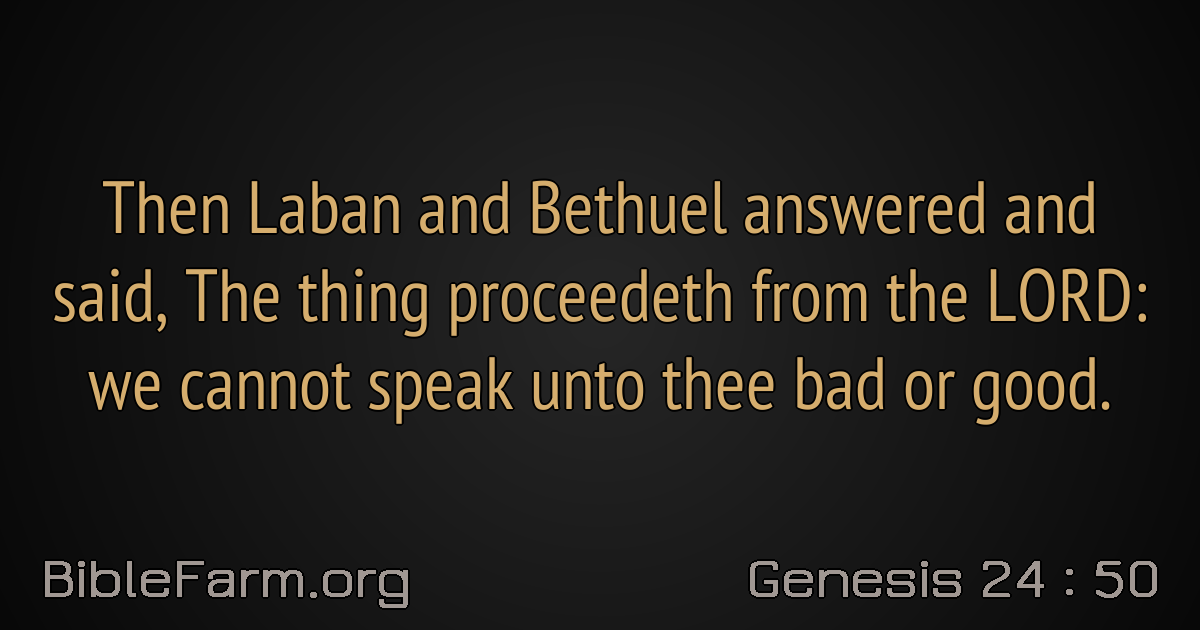 Then Laban and Bethuel answered and
said, The thing proceedeth from the LORD:
we cannot speak unto thee bad or good.
BibleFarm.org
Genesis 24 : 50